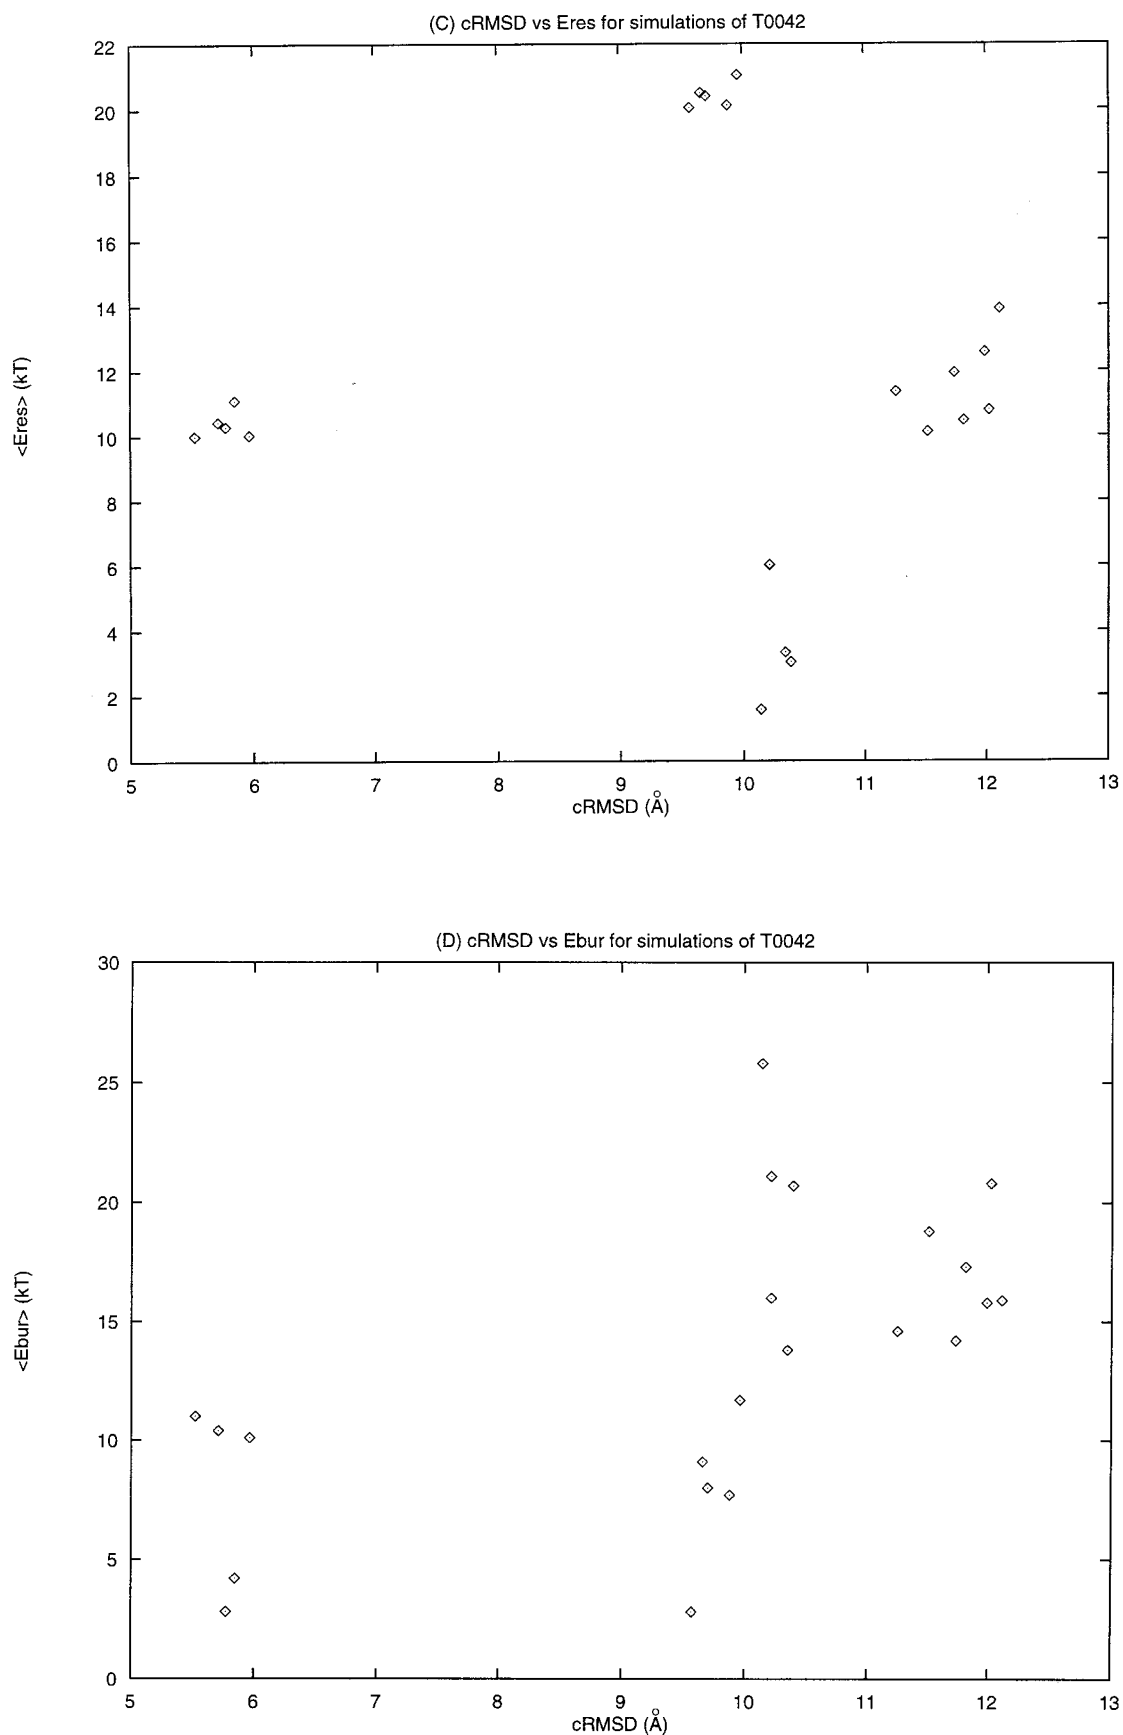 (C) cRMSD vs Eres for simulations of T0042
22
20
18
16
14
12
10
8
6
4
2
0
<Eres> (kT)
5 6 7 8 9 10 11 12 13
cRMSD (Å)
(D) cRMSD vs Ebur for simulations of T0042
30
25
20
15
10
5
0
<Ebur> (kT)
5 6 7 8 9 10 11 12 13
cRMSD (Å)